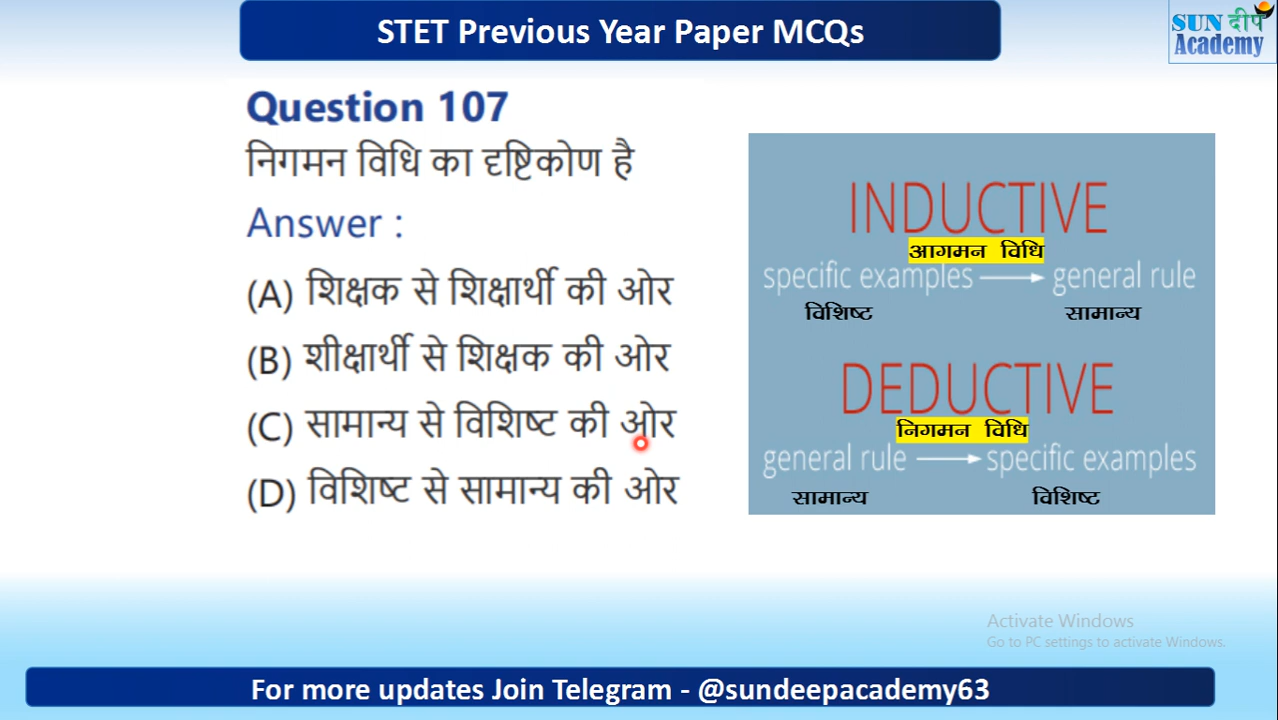 STET Previous Year Paper MCQs
SUN दीप
Academy
Question 107
निगमन विधि का दृष्टिकोण है
Answer :
(A) शिक्षक से शिक्षार्थी की ओर
(B) शीक्षार्थी से शिक्षक की ओर
(C) सामान्य से विशिष्ट की ओर
(D) विशिष्ट से सामान्य की ओर
INDUCTIVE
आगमन विधि
specific examples → general rule
विशिष्ट सामान्य
DEDUCTIVE
निगमन विधि
general rule → specific examples
सामान्य विशिष्ट
Activate Windows
Go to PC settings to activate Windows.
For more updates Join Telegram - @sundeepacademy63